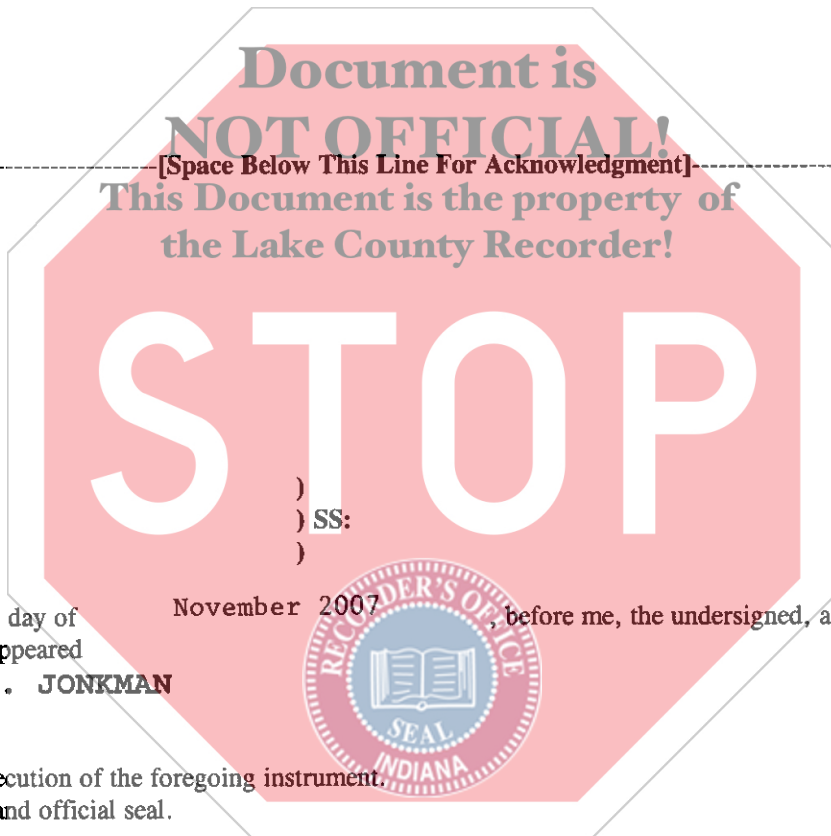 Document is
NOT OFFICIAL!
[Space Below This Line For Acknowledgment]
This Document is the property of
the Lake County Recorder!
STOP
)
) SS:
)
RECORDER'S OFFICE
day of November 2007, before me, the undersigned, a
ppeared
. JONKMAN
SEAL
INDIANA
ecution of the foregoing instrument.
and official seal.